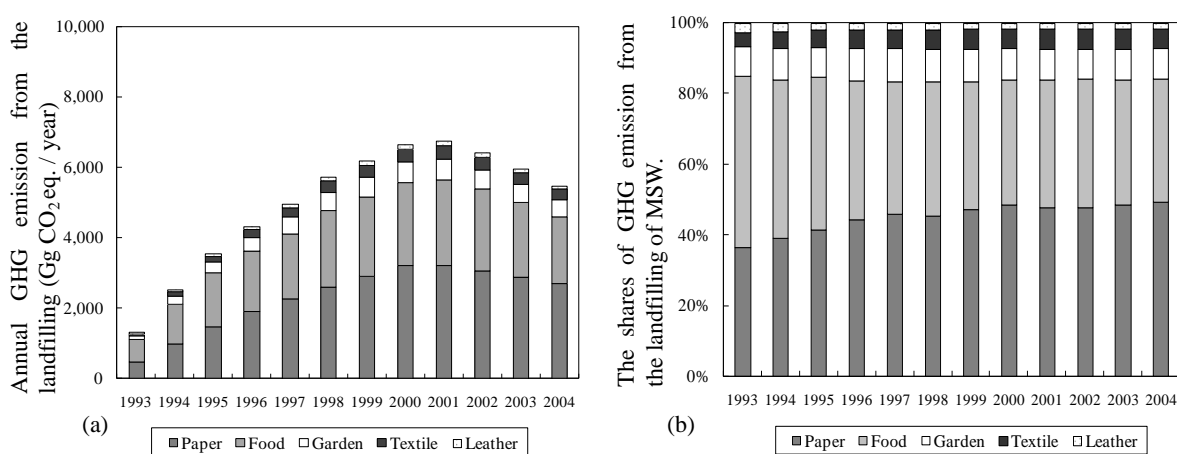 Annual GHG emission from the
landfilling (Gg CO2 eq. / year)
10,000
8,000
6,000
4,000
2,000
0
1993 1994 1995 1996 1997 1998 1999 2000 2001 2002 2003 2004
(a)
Paper Food Garden Textile Leather
The shares of GHG emission from
the landfilling of MSW.
100%
80%
60%
40%
20%
0%
1993 1994 1995 1996 1997 1998 1999 2000 2001 2002 2003 2004
(b)
Paper Food Garden Textile Leather